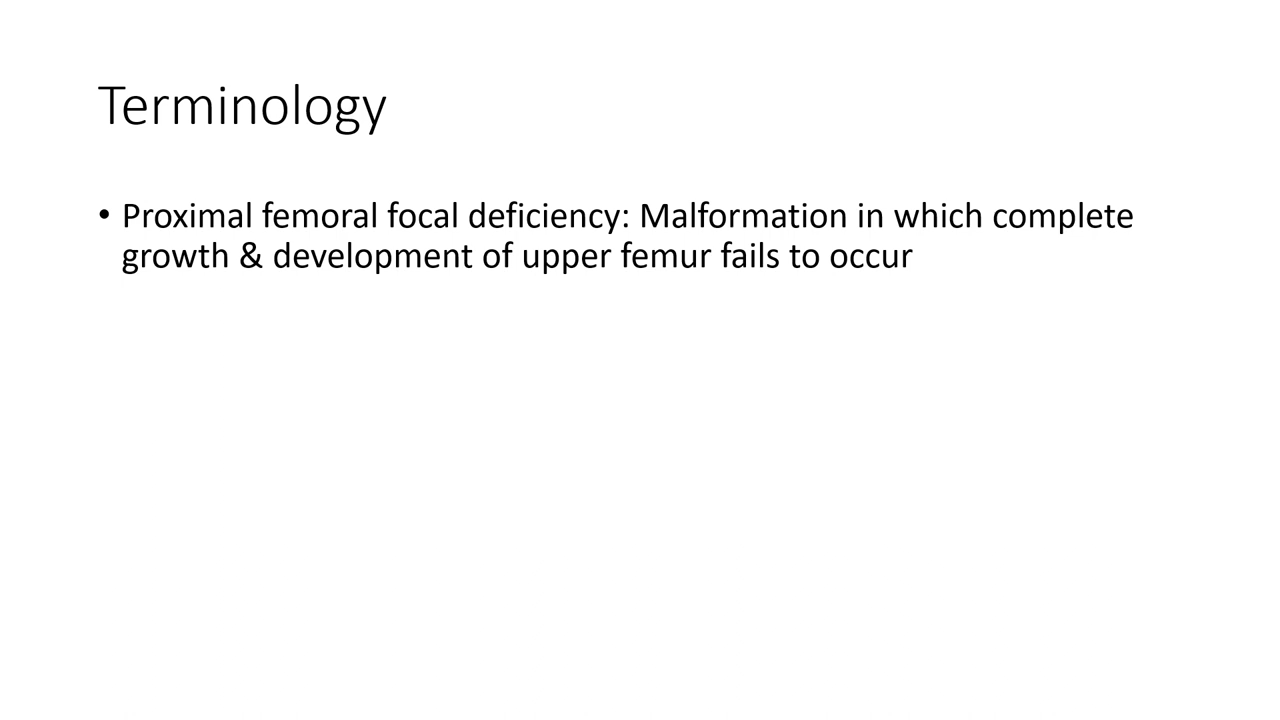 Terminology
• Proximal femoral focal deficiency: Malformation in which complete
growth & development of upper femur fails to occur